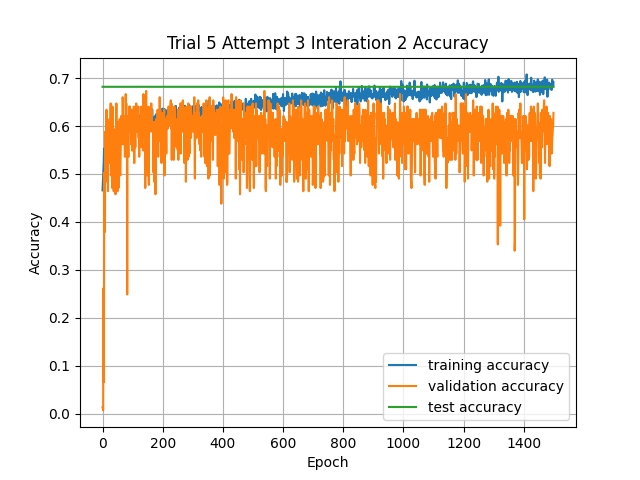 Trial 5 Attempt 3 Interation 2 Accuracy
0.7
0.6
0.5
0.4
0.3
0.2
0.1
0.0
Accuracy
training accuracy
validation accuracy
test accuracy
0 200 400 600 800 1000 1200 1400
Epoch